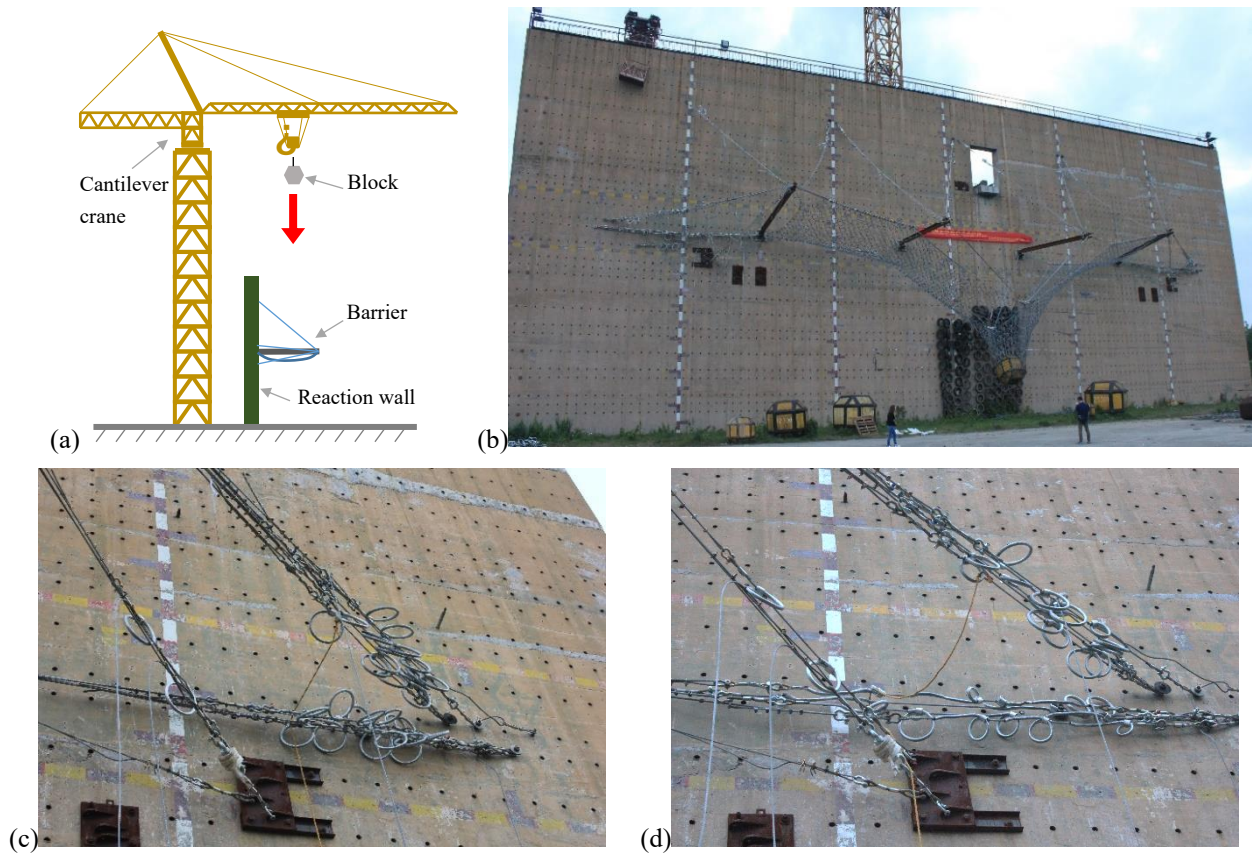 Cantilever
crane
Block
Barrier
Reaction wall
(a)
(b)
(c)
(d)